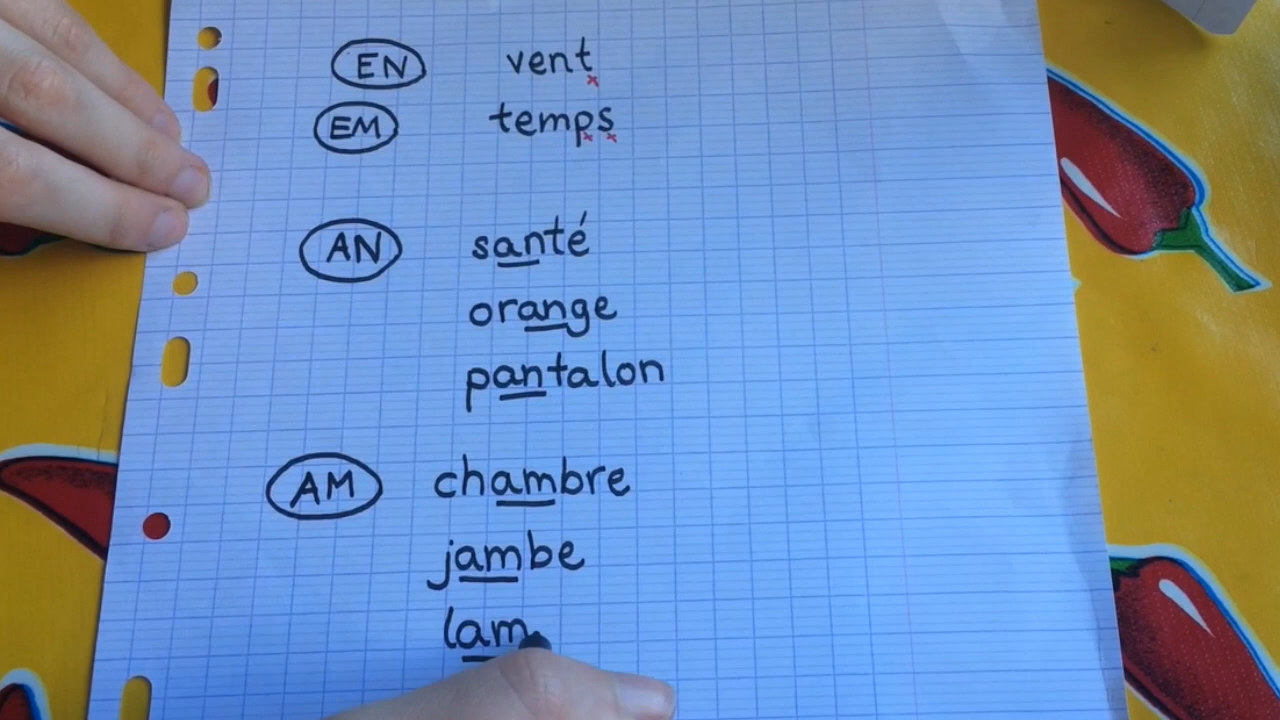 EN vent
EM temps
AN santé
orange
pantalon
AM chambre
jambe
lam